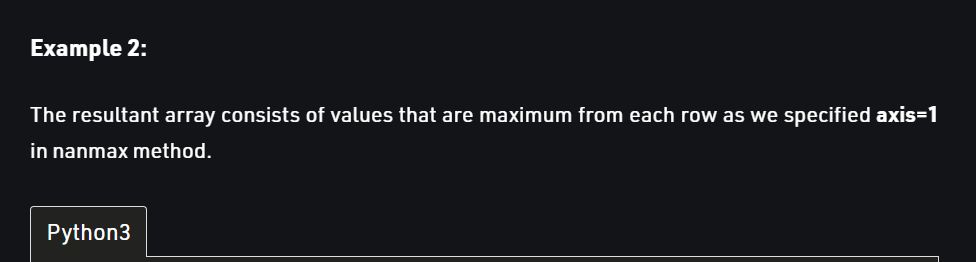 Example 2:
The resultant array consists of values that are maximum from each row as we specified axis=1
in nanmax method.
Python3